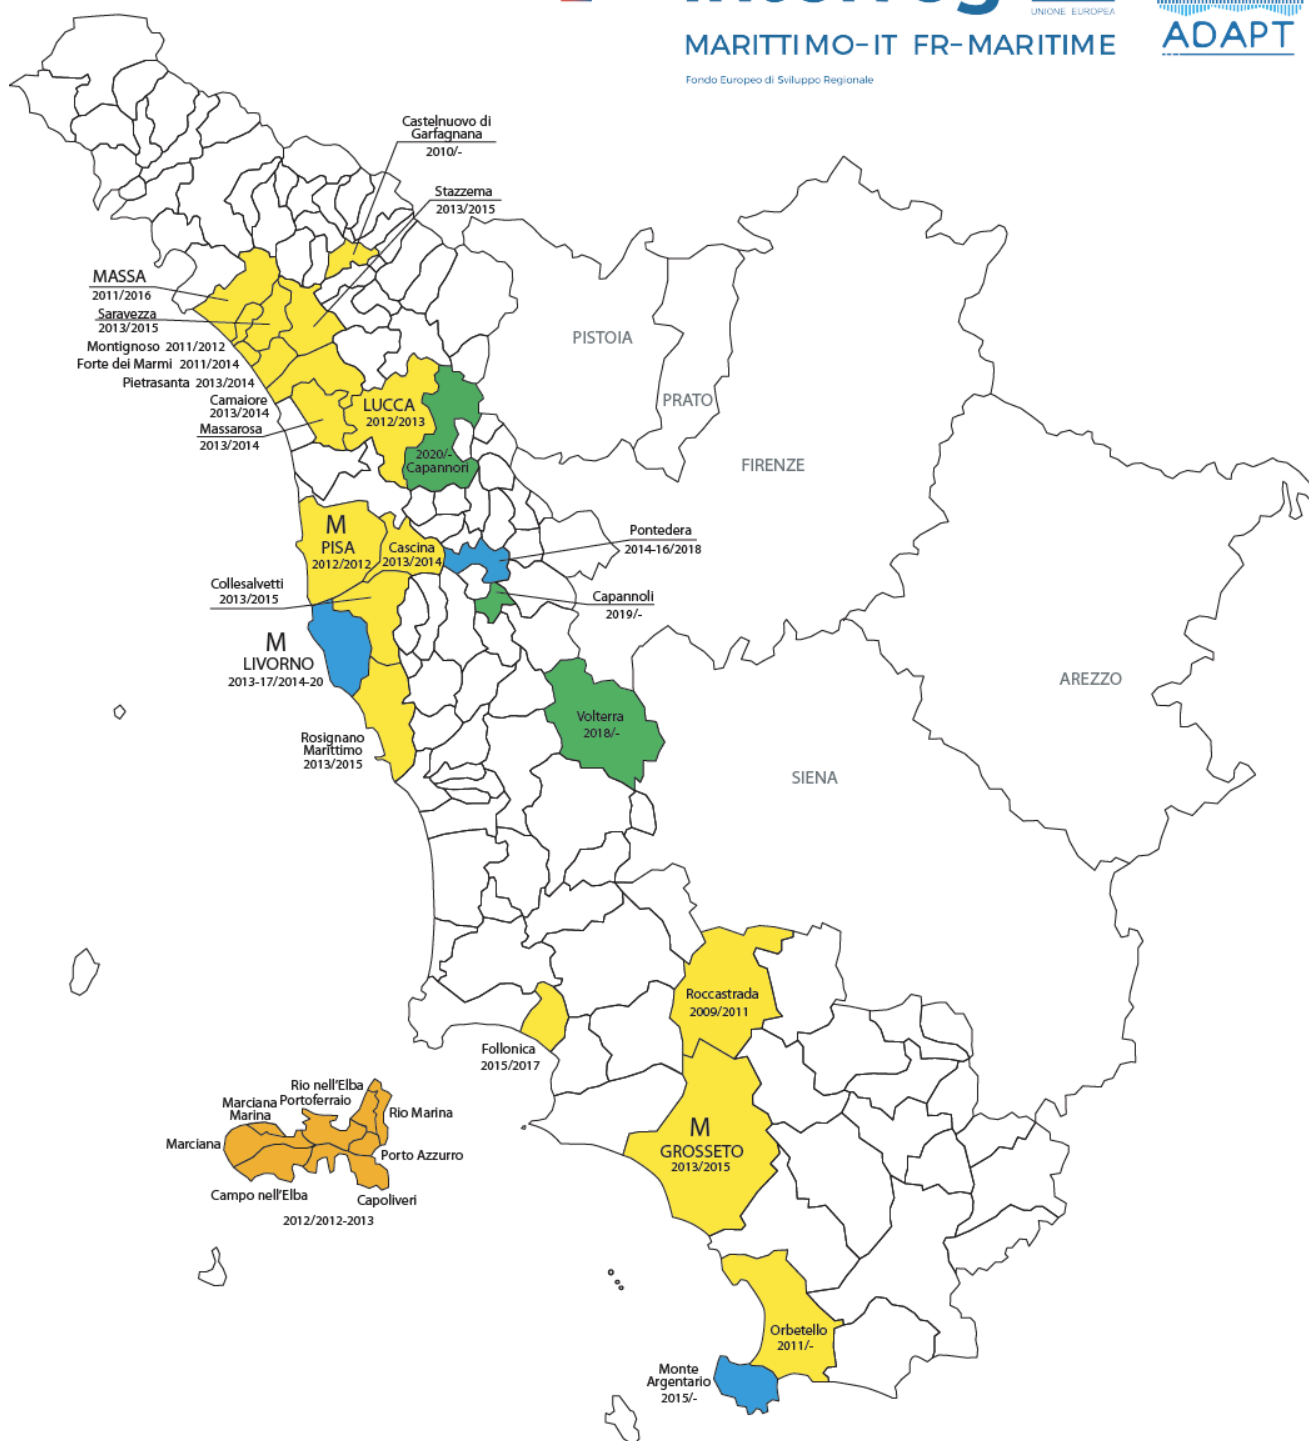 UNIONE EUROPEA
MARITTIMO-IT FR-MARITIME
ADAPT
Fondo Europeo di Sviluppo Regionale
Castelnuovo di
Garfagnana
2010/-
Stazzema
2013/2015
MASSA
2011/2016
Saravezza
2013/2015
Montignoso 2011/2012
Forte dei Marmi 2011/2014
Pietrasanta 2013/2014
Camaiore
2013/2014
Massarosa
2013/2014
LUCCA
2012/2013
2020/-
Capannori
PISTOIA
PRATO
FIRENZE
M
PISA
2012/2012
Cascina
2013/2014
Pontedera
2014-16/2018
Collesalvetti
2013/2015
Capannoli
2019/-
M
LIVORNO
2013-17/2014-20
AREZZO
Volterra
2018/-
Rosignano
Marittimo
2013/2015
SIENA
Roccastrada
2009/2011
Follonica
2015/2017
Rio nell'Elba
Portoferraio
Marciana
Marina
Rio Marina
Marciana
Porto Azzurro
Campo nell'Elba
Capoliveri
2012/2012-2013
M
GROSSETO
2013/2015
Orbetello
2011/-
Monte
Argentario
2015/-